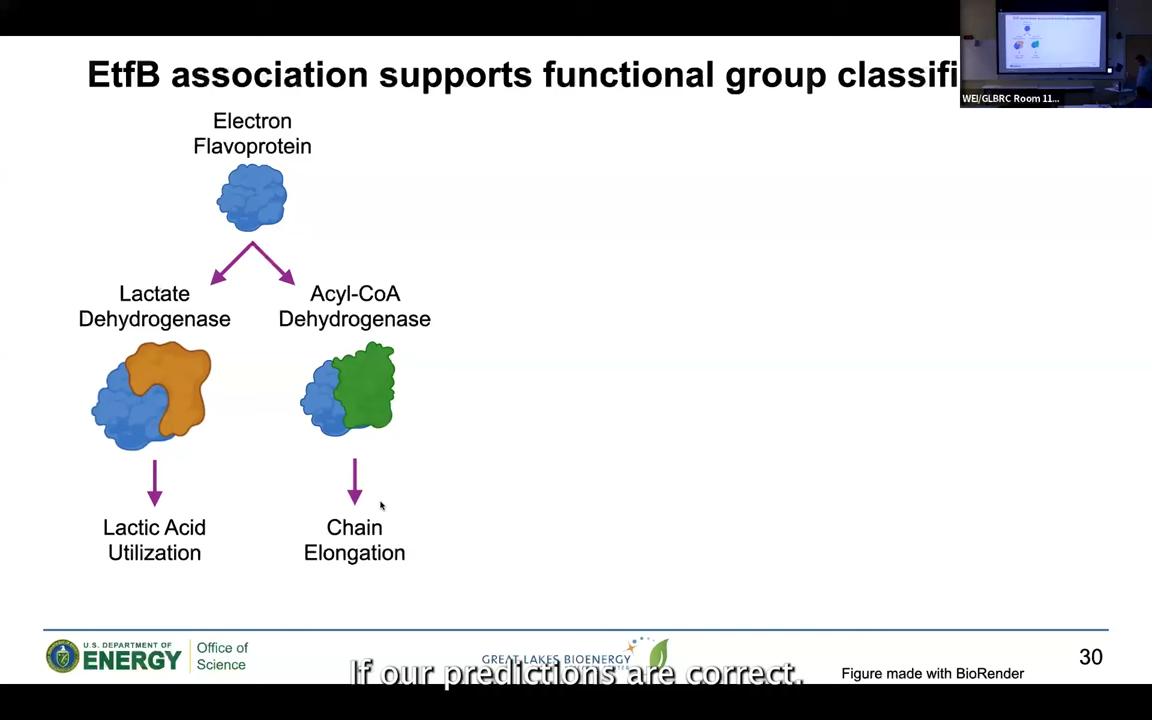 EtfB association supports functional group classifi
WEI/GLBRC Room 11...
Electron
Flavoprotein
Lactate
Dehydrogenase
Acyl-CoA
Dehydrogenase
Lactic Acid
Utilization
Chain
Elongation
U.S. DEPARTMENT OF
ENERGY
Office of
Science
GREAT LAKES BIOENERGY
If our predictions are correct.
Figure made with BioRender
30